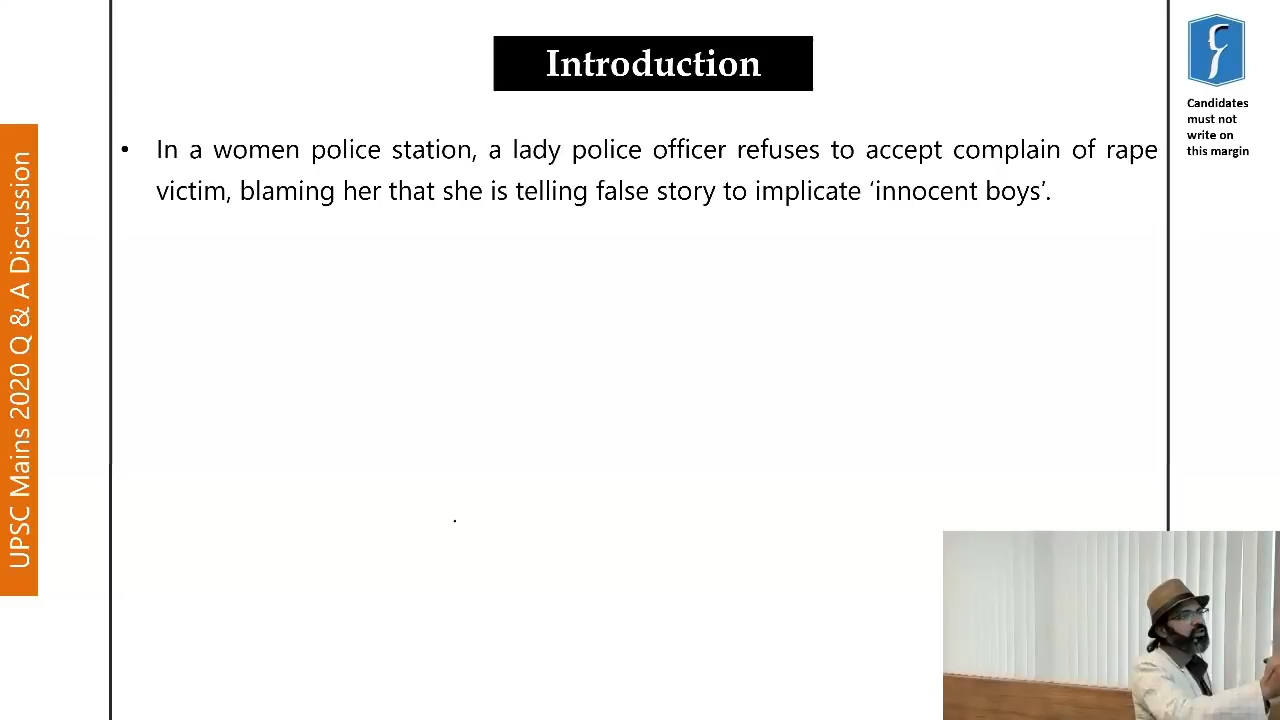 Introduction
• In a women police station, a lady police officer refuses to accept complain of rape
victim, blaming her that she is telling false story to implicate ‘innocent boys’.
Candidates
must not
write on
this margin
UPSC Mains 2020 Q & A Discussion